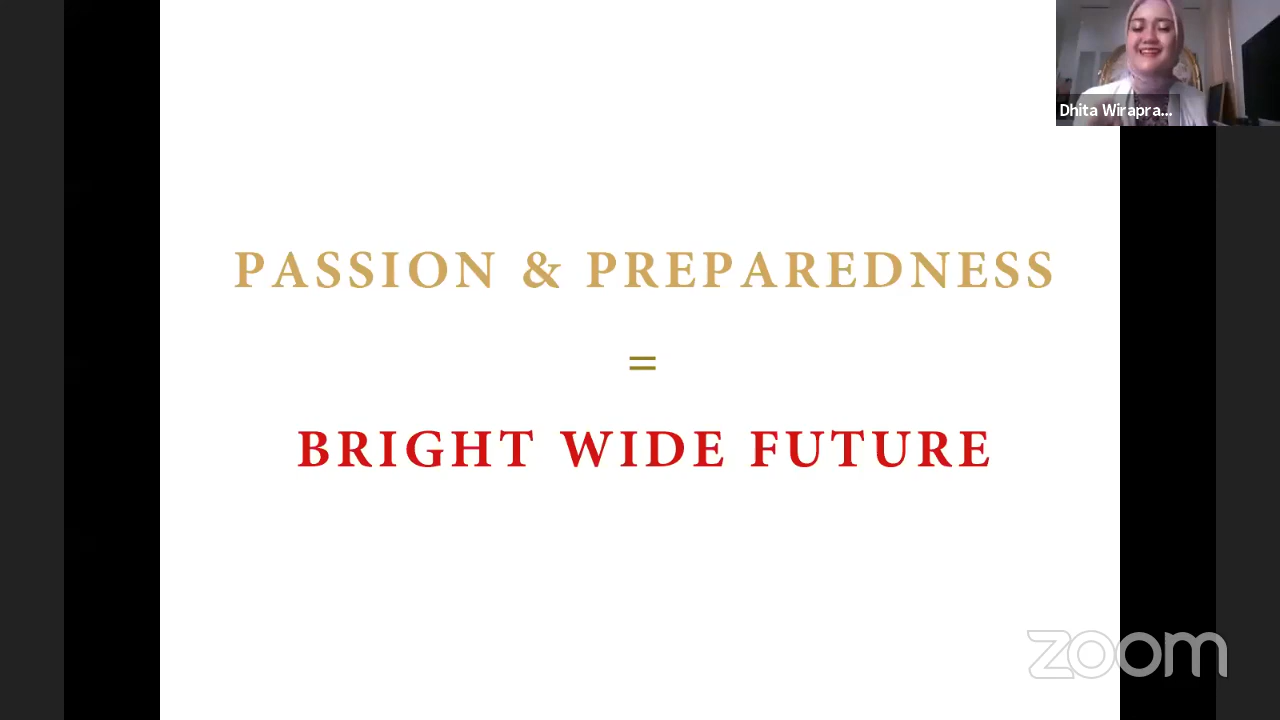 Dhita Wirapra...
PASSION & PREPAREDNESS
=
BRIGHT WIDE FUTURE
zoom